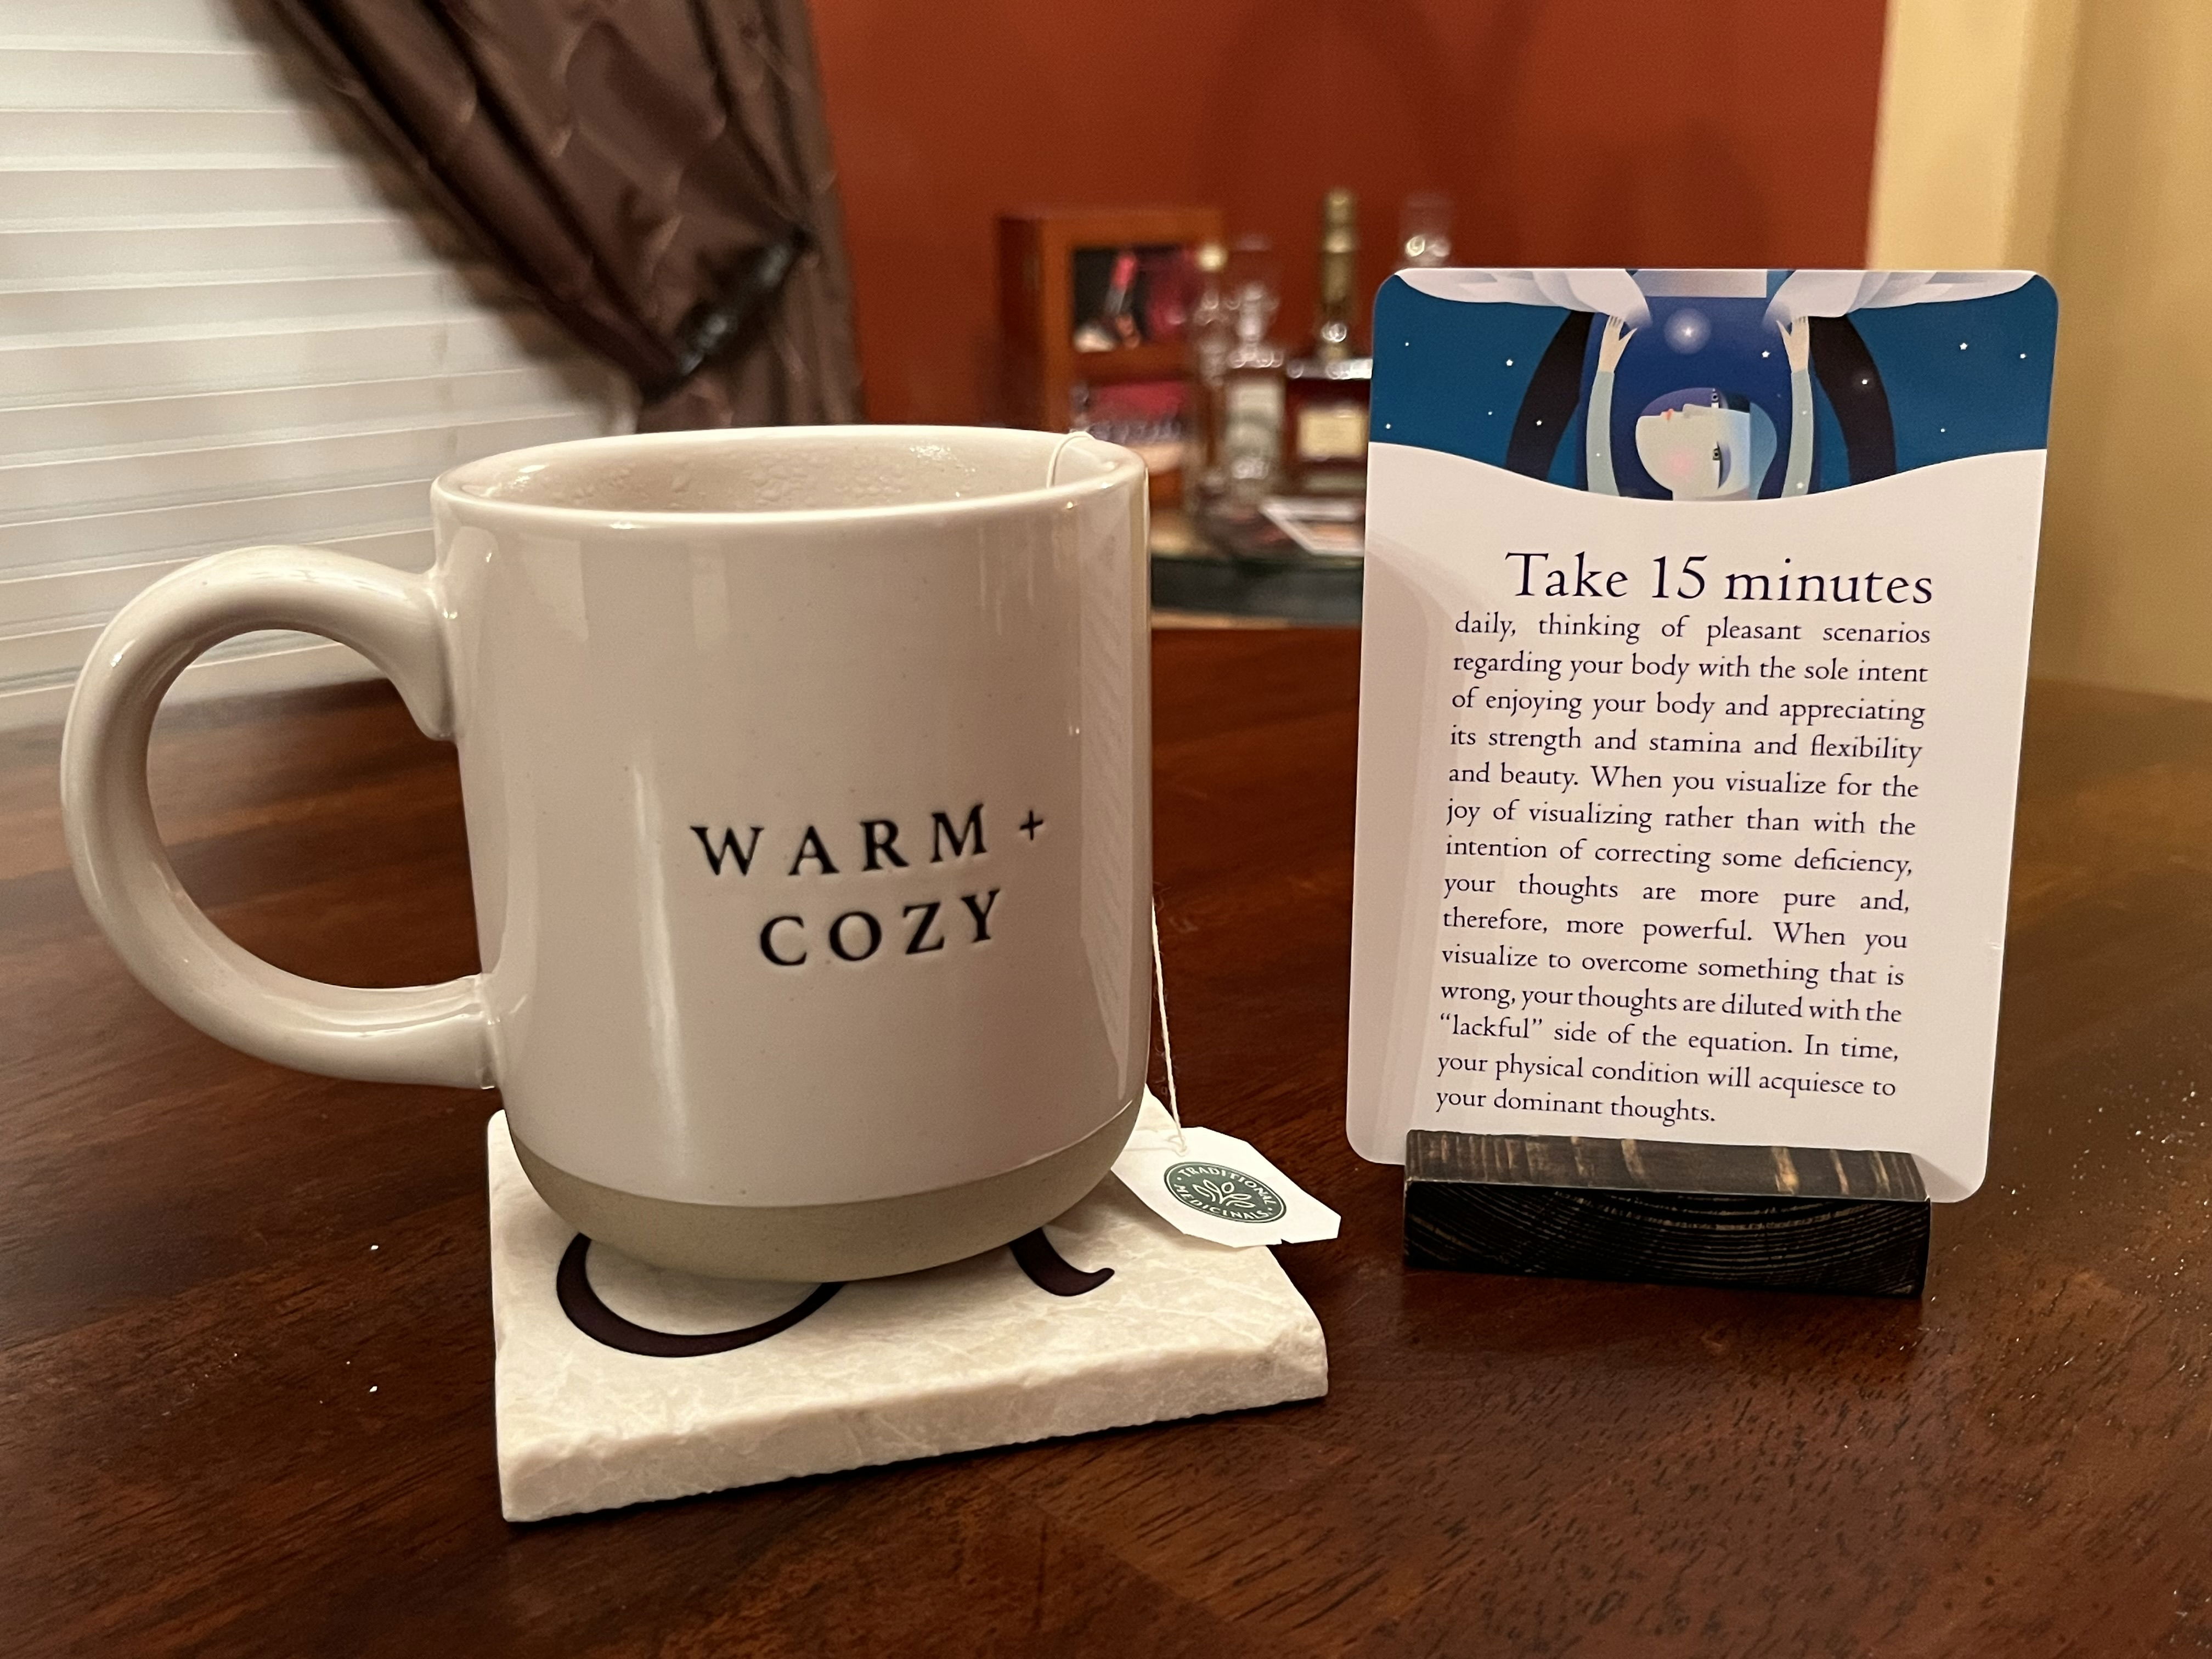 WARM +
COZY
TRADITIONAL
MEDICINALS
Take 15 minutes
daily, thinking of pleasant scenarios
regarding your body with the sole intent
of enjoying your body and appreciating
its strength and stamina and flexibility
and beauty. When you visualize for the
joy of visualizing rather than with the
intention of correcting some deficiency,
your thoughts are more pure and,
therefore, more powerful. When you
visualize to overcome something that is
wrong, your thoughts are diluted with the
“lackful” side of the equation. In time,
your physical condition will acquiesce to
your dominant thoughts.